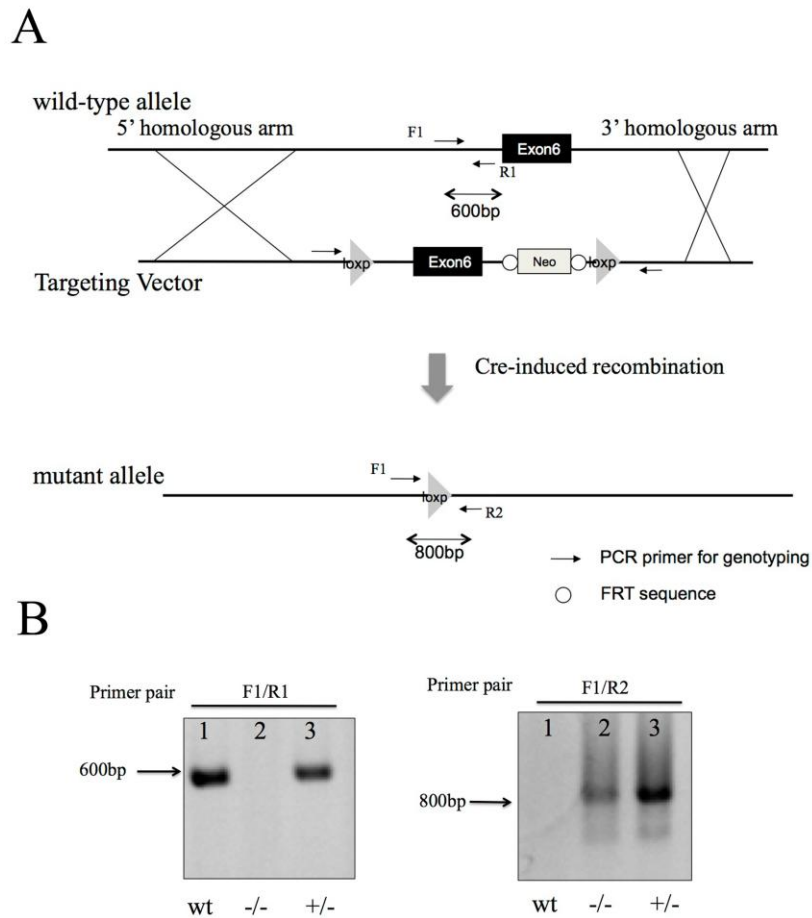 A
wild-type allele
5’ homologous arm
F1
R1
Exon6
3’ homologous arm
600bp
loxp
Exon6
Neo
loxp
Targeting Vector
Cre-induced recombination
mutant allele
F1
loxp
R2
800bp
PCR primer for genotyping
FRT sequence
B
Primer pair F1/R1
1 2 3
600bp
wt -/- +/-
Primer pair F1/R2
1 2 3
800bp
wt -/- +/-